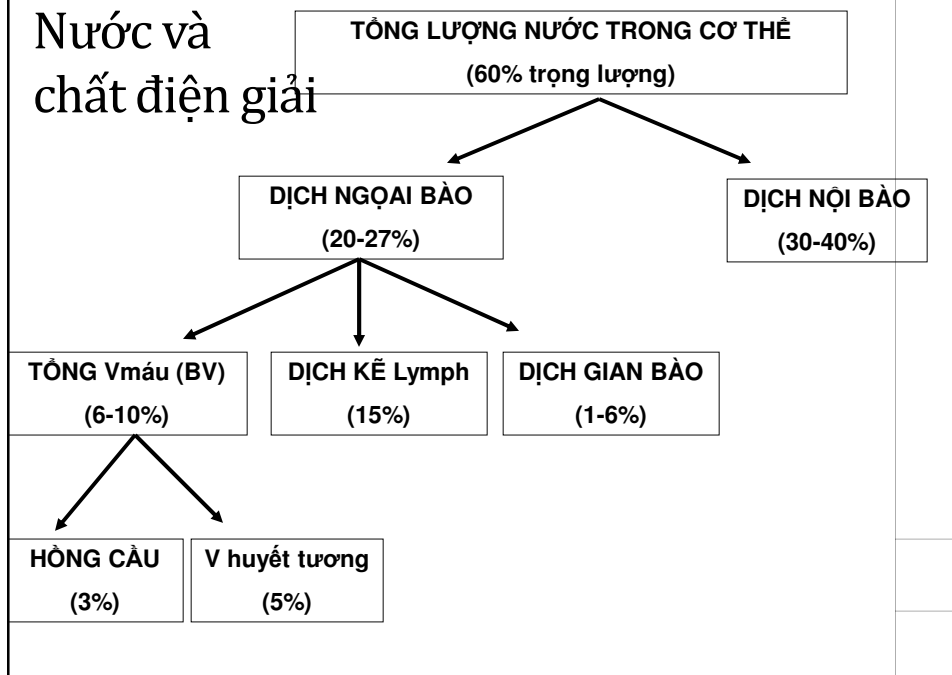 Nước và
chất điện giải
TỔNG LƯỢNG NƯỚC TRONG CƠ THỂ
(60% trọng lượng)
DỊCH NGỌAI BÀO
(20-27%)
DỊCH NỘI BÀO
(30-40%)
TỔNG Vmáu (BV)
(6-10%)
DỊCH KẼ Lymph
(15%)
DỊCH GIAN BÀO
(1-6%)
HỒNG CẦU
(3%)
V huyết tương
(5%)